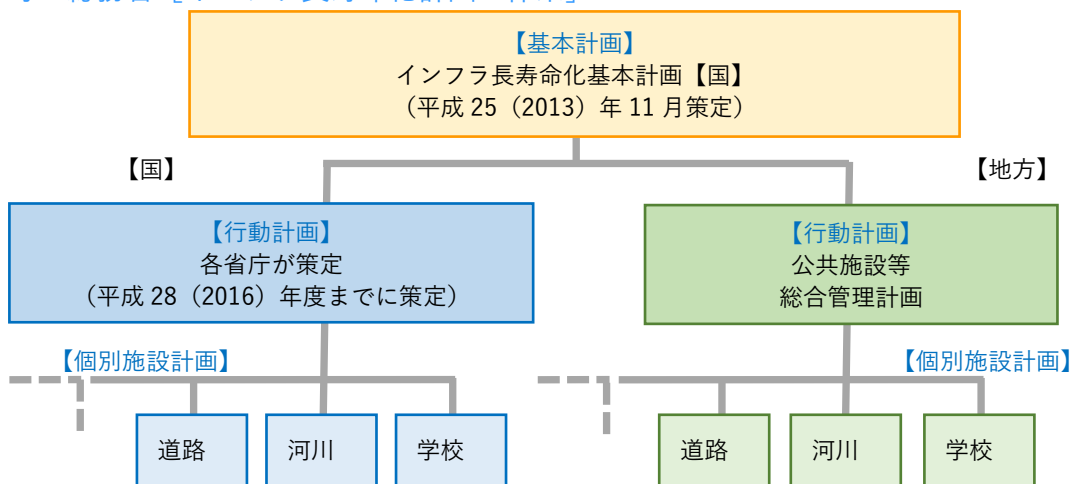 【基本計画】
インフラ長寿命化基本計画【国】
（平成 25（2013）年 11 月策定）
【国】
【地方】
【行動計画】
各省庁が策定
（平成 28（2016）年度までに策定）
【行動計画】
公共施設等
総合管理計画
【個別施設計画】
【個別施設計画】
道路
河川
学校
道路
河川
学校